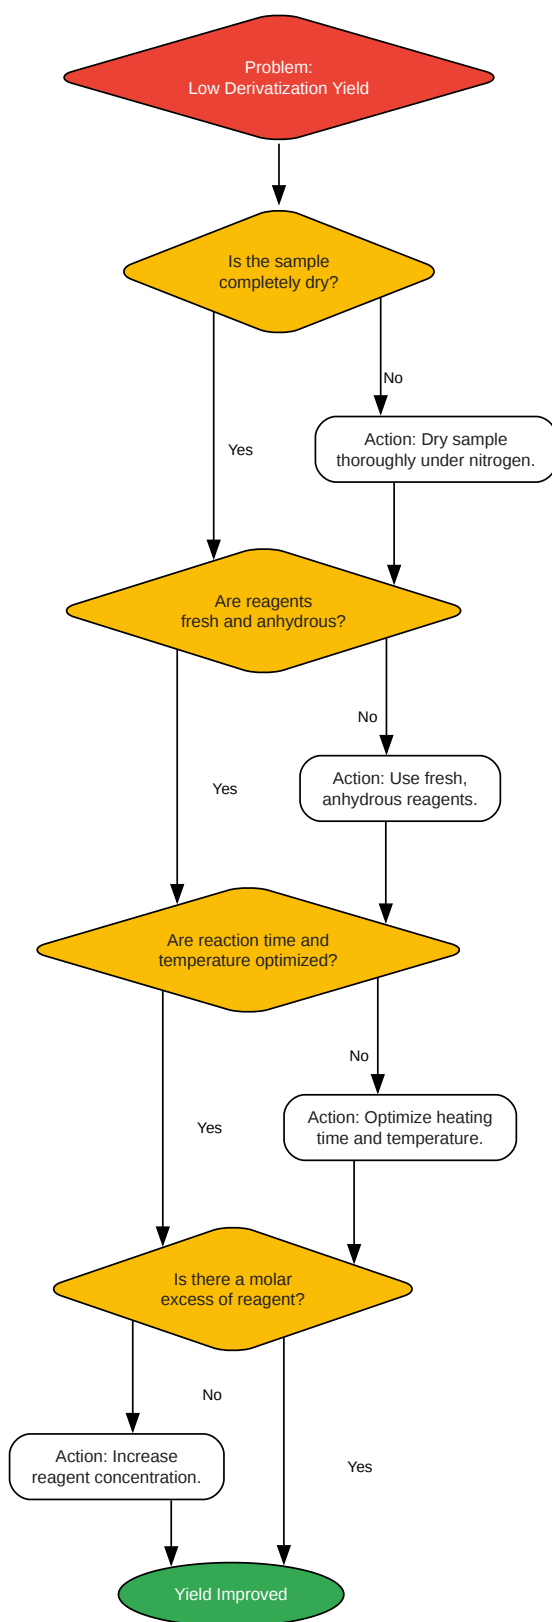 Problem:
Low Derivatization Yield
Is the sample
completely dry?
No
Action: Dry sample
thoroughly under nitrogen.
Yes
Are reagents
fresh and anhydrous?
No
Action: Use fresh,
anhydrous reagents.
Yes
Are reaction time and
temperature optimized?
No
Action: Optimize heating
time and temperature.
Yes
Is there a molar
excess of reagent?
No
Action: Increase
reagent concentration.
Yes
Yield Improved